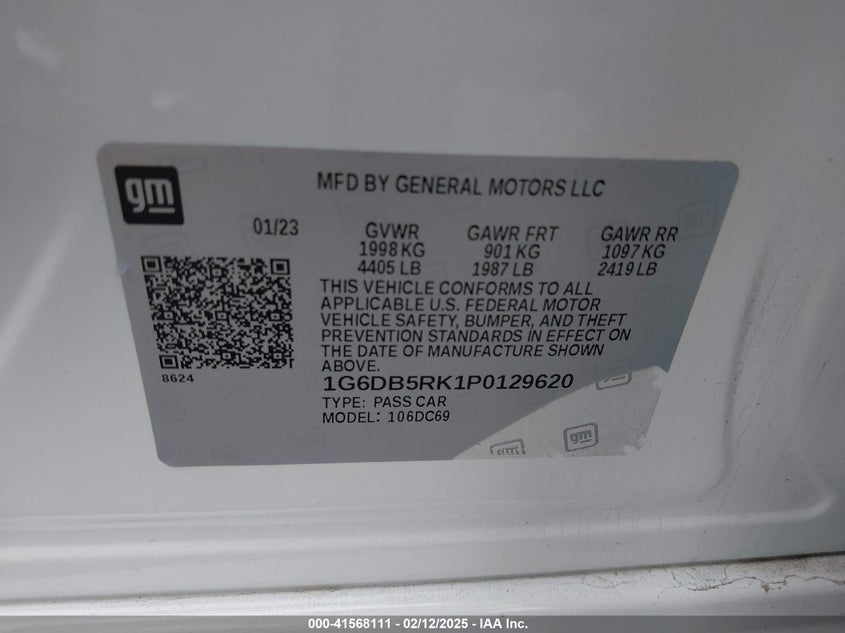 gm
MFD BY GENERAL MOTORS LLC
01/23 GVWR GAWR FRT GAWR RR
1998 KG 901 KG 1097 KG
4405 LB 1987 LB 2419 LB
THIS VEHICLE CONFORMS TO ALL
APPLICABLE U.S. FEDERAL MOTOR
VEHICLE SAFETY, BUMPER, AND THEFT
PREVENTION STANDARDS IN EFFECT ON
THE DATE OF MANUFACTURE SHOWN
ABOVE.
8624
1G6DB5RK1P0129620
TYPE: PASS CAR
MODEL: 106DC69
gm
000-41568111 - 02/12/2025 - IAA Inc.